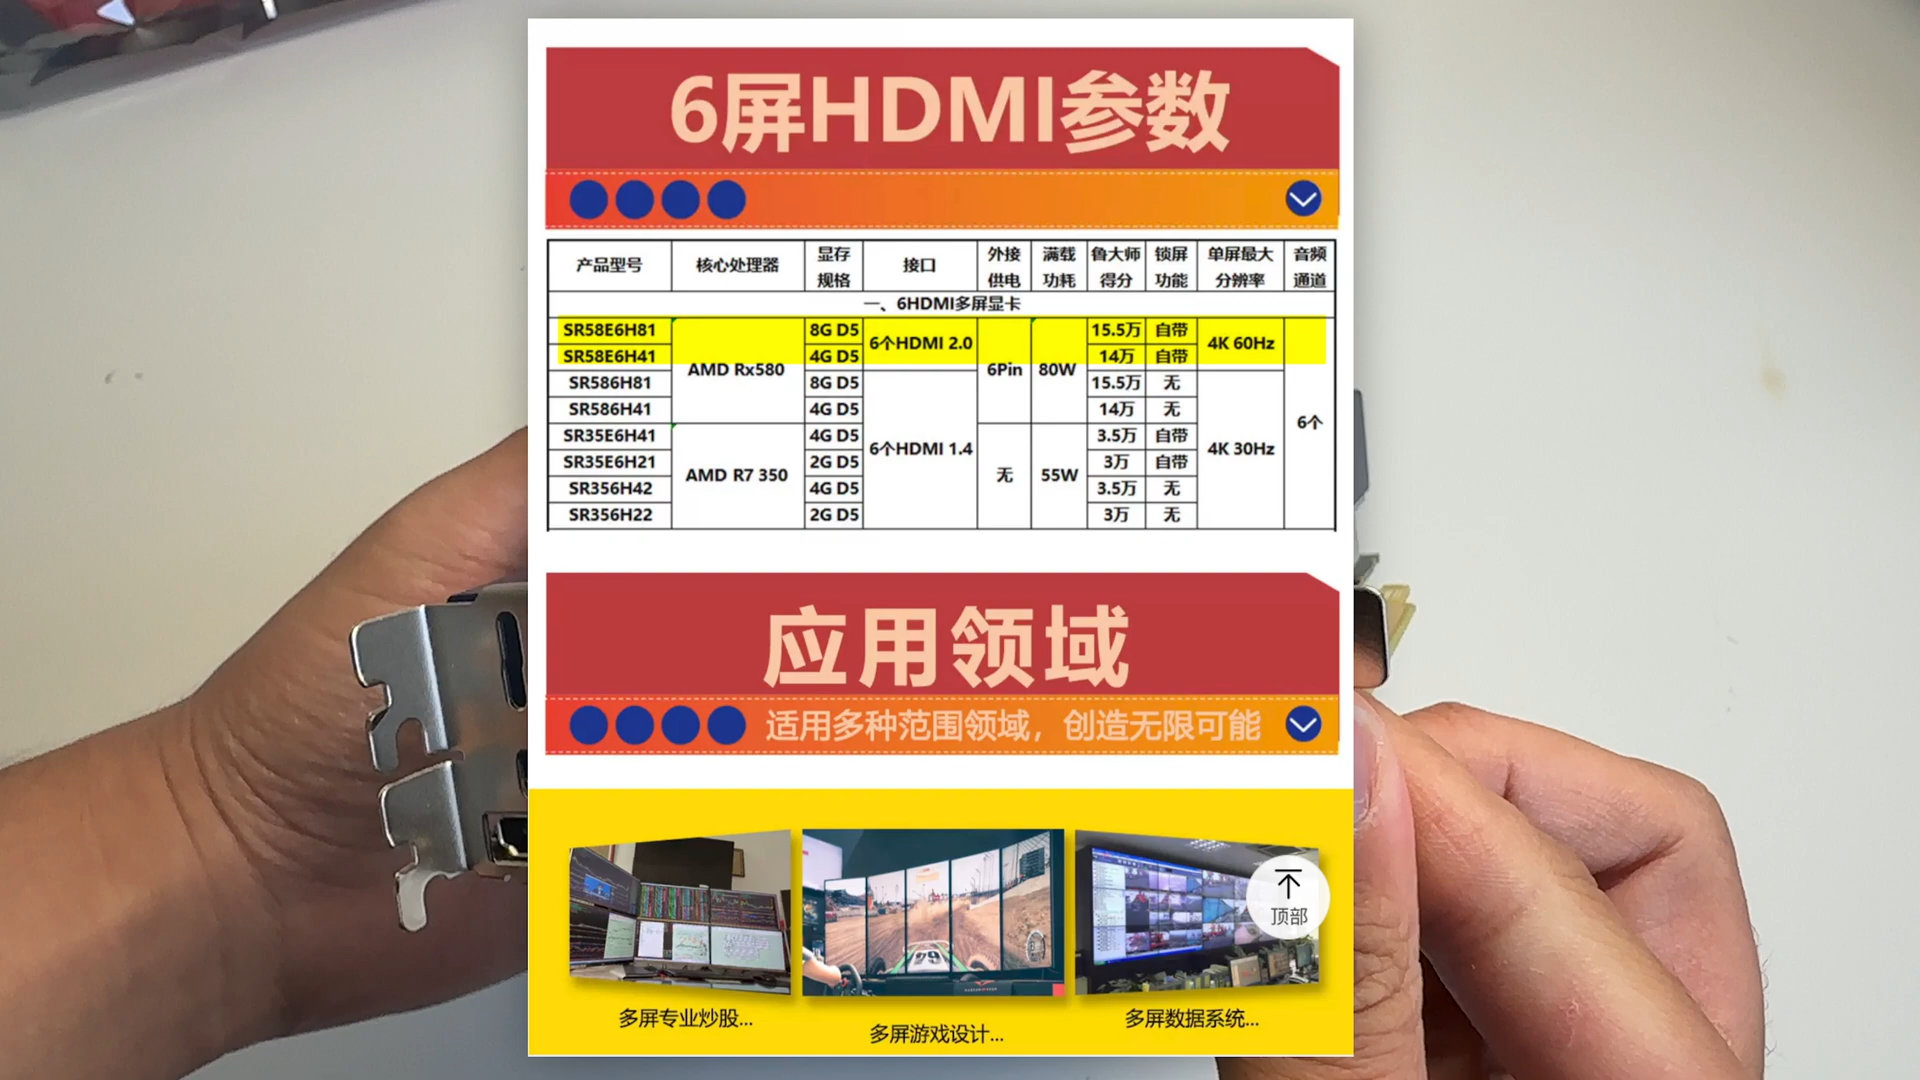 6屏HDMI参数
产品型号 核心处理器 显存规格 接口 外接供电 满载功耗 鲁大师得分 锁屏功能 单屏最大分辨率 音频通道
一、6HDMI多屏显卡
SR58E6H81 AMD Rx580 8G D5 6个HDMI 2.0 6Pin 80W 15.5万 自带 4K 60Hz 6个
SR58E6H41 4G D5 14万 自带
SR586H81 8G D5 6个HDMI 1.4 15.5万 无 4K 30Hz
SR586H41 4G D5 14万 无
SR35E6H41 AMD R7 350 4G D5 无 55W 3.5万 自带
SR35E6H21 2G D5 3万 自带
SR356H42 4G D5 3.5万 无
SR356H22 2G D5 3万 无
应用领域
适用多种范围领域，创造无限可能
顶部
多屏专业炒股...
多屏游戏设计...
多屏数据系统...